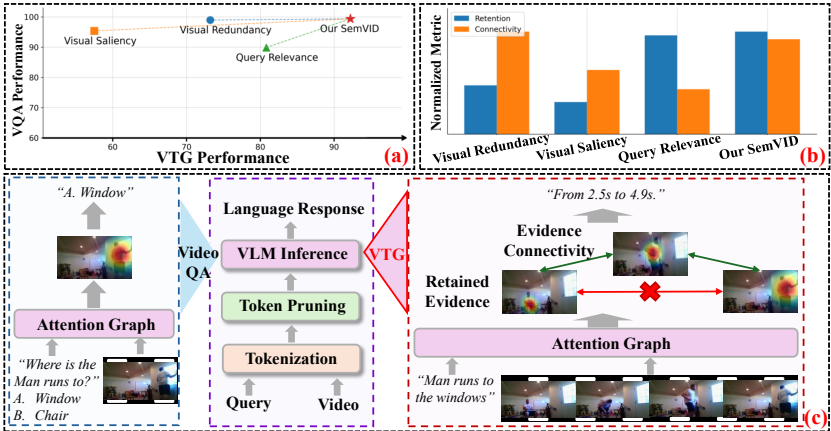 100
90
80
70
60
60
70
80
90
VQA Performance
VTG Performance
Visual Saliency
Visual Redundancy
Query Relevance
Our SemVID
(a)
Normalized Metric
Retention
Connectivity
Visual Redundancy
Visual Saliency
Query Relevance
Our SemVID
(b)
“A. Window”
Attention Graph
“Where is the
Man runs to?”
A. Window
B. Chair
Video
QA
Language Response
VLM Inference
Token Pruning
Tokenization
Query
Video
VTG
“From 2.5s to 4.9s.”
Evidence
Connectivity
Retained
Evidence
Attention Graph
“Man runs to
the windows”
(c)